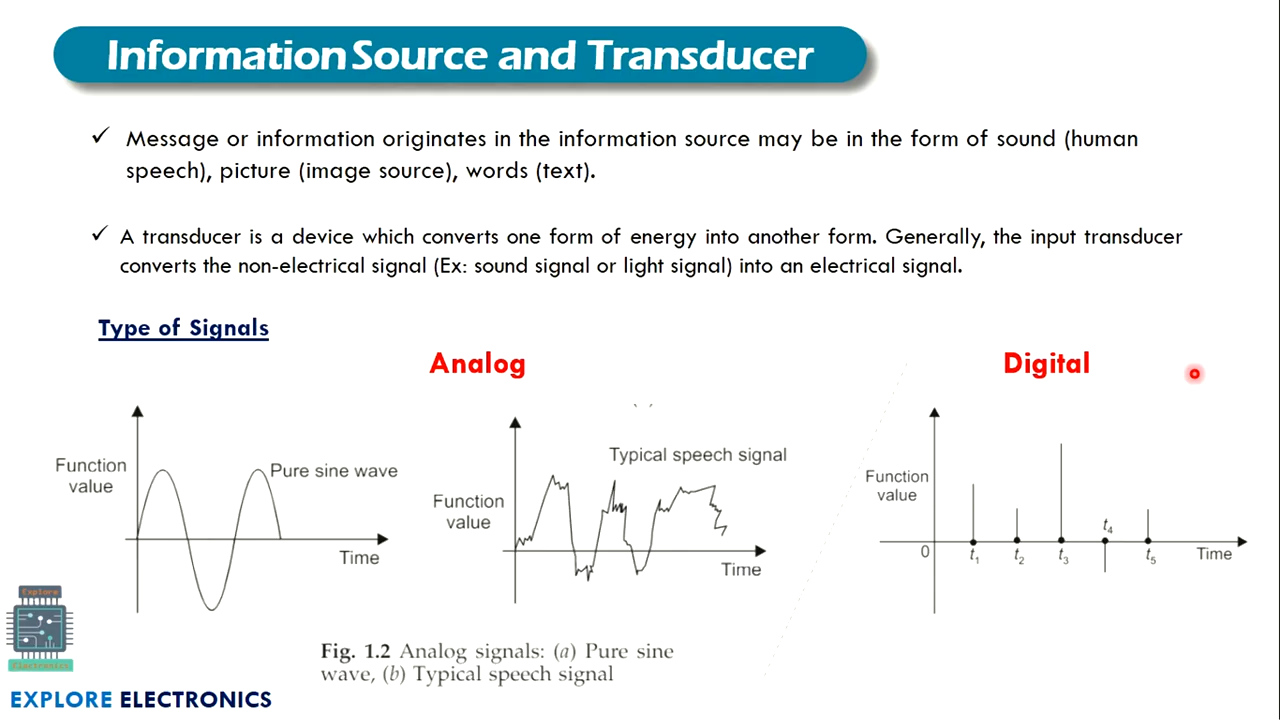 Information Source and Transducer
✓ Message or information originates in the information source may be in the form of sound (human
speech), picture (image source), words (text).
✓ A transducer is a device which converts one form of energy into another form. Generally, the input transducer
converts the non-electrical signal (Ex: sound signal or light signal) into an electrical signal.
Type of Signals
Analog
Digital
Function
value
Pure sine wave
Time
Typical speech signal
Function
value
Time
Function
value
0
t1
t2
t3
t4
t5
Time
Fig. 1.2 Analog signals: (a) Pure sine
wave, (b) Typical speech signal
Explore
Electronics
EXPLORE ELECTRONICS